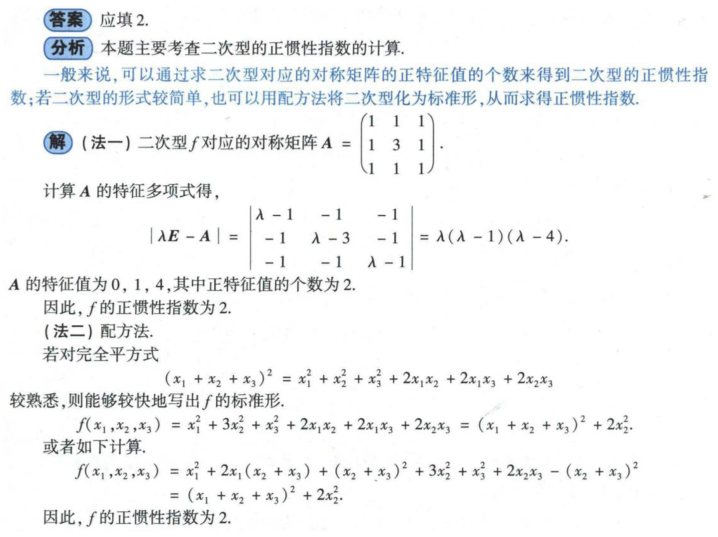 答案 应填 2.
分析 本题主要考查二次型的正惯性指数的计算.
一般来说,可以通过求二次型对应的对称矩阵的正特征值的个数来得到二次型的正惯性指
数;若二次型的形式较简单,也可以用配方法将二次型化为标准形,从而求得正惯性指数.
解 (法一) 二次型 f 对应的对称矩阵 A = (1 1 1; 1 3 1; 1 1 1).
计算 A 的特征多项式得,
|λE − A| = |λ − 1 − 1 − 1; − 1 λ − 3 − 1; − 1 − 1 λ − 1| = λ(λ − 1)(λ − 4).
A 的特征值为 0, 1, 4,其中正特征值的个数为 2.
因此, f 的正惯性指数为 2.
(法二) 配方法.
若对完全平方式
(x₁ + x₂ + x₃)² = x₁² + x₂² + x₃² + 2x₁x₂ + 2x₁x₃ + 2x₂x₃
较熟悉,则能够较快地写出 f 的标准形.
f(x₁,x₂,x₃) = x₁² + 3x₂² + x₃² + 2x₁x₂ + 2x₁x₃ + 2x₂x₃ = (x₁ + x₂ + x₃)² + 2x₂².
或者如下计算.
f(x₁,x₂,x₃) = x₁² + 2x₁(x₂ + x₃) + (x₂ + x₃)² + 3x₂² + x₃² + 2x₂x₃ − (x₂ + x₃)²
= (x₁ + x₂ + x₃)² + 2x₂².
因此, f 的正惯性指数为 2.